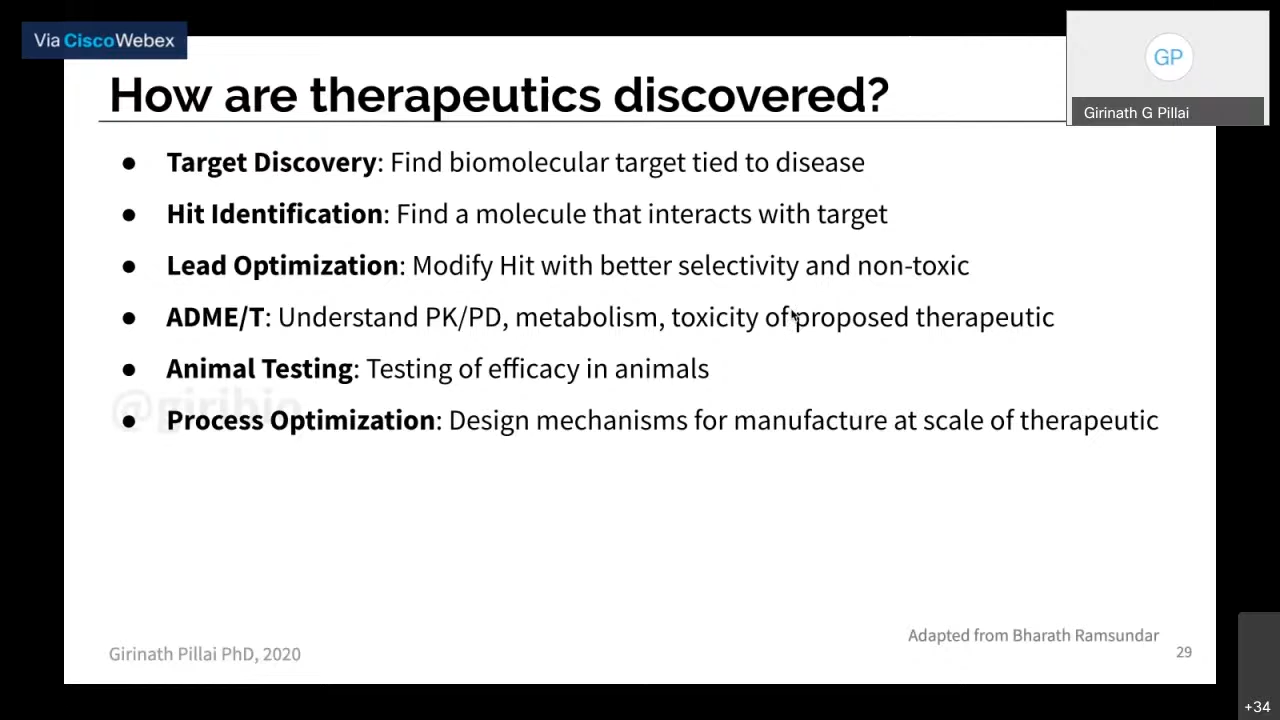 Via CiscoWebex
GP
Girinath G Pillai
How are therapeutics discovered?
● Target Discovery: Find biomolecular target tied to disease
● Hit Identification: Find a molecule that interacts with target
● Lead Optimization: Modify Hit with better selectivity and non-toxic
● ADME/T: Understand PK/PD, metabolism, toxicity of proposed therapeutic
● Animal Testing: Testing of efficacy in animals
@giribio
● Process Optimization: Design mechanisms for manufacture at scale of therapeutic
Adapted from Bharath Ramsundar
Girinath Pillai PhD, 2020
29
+34